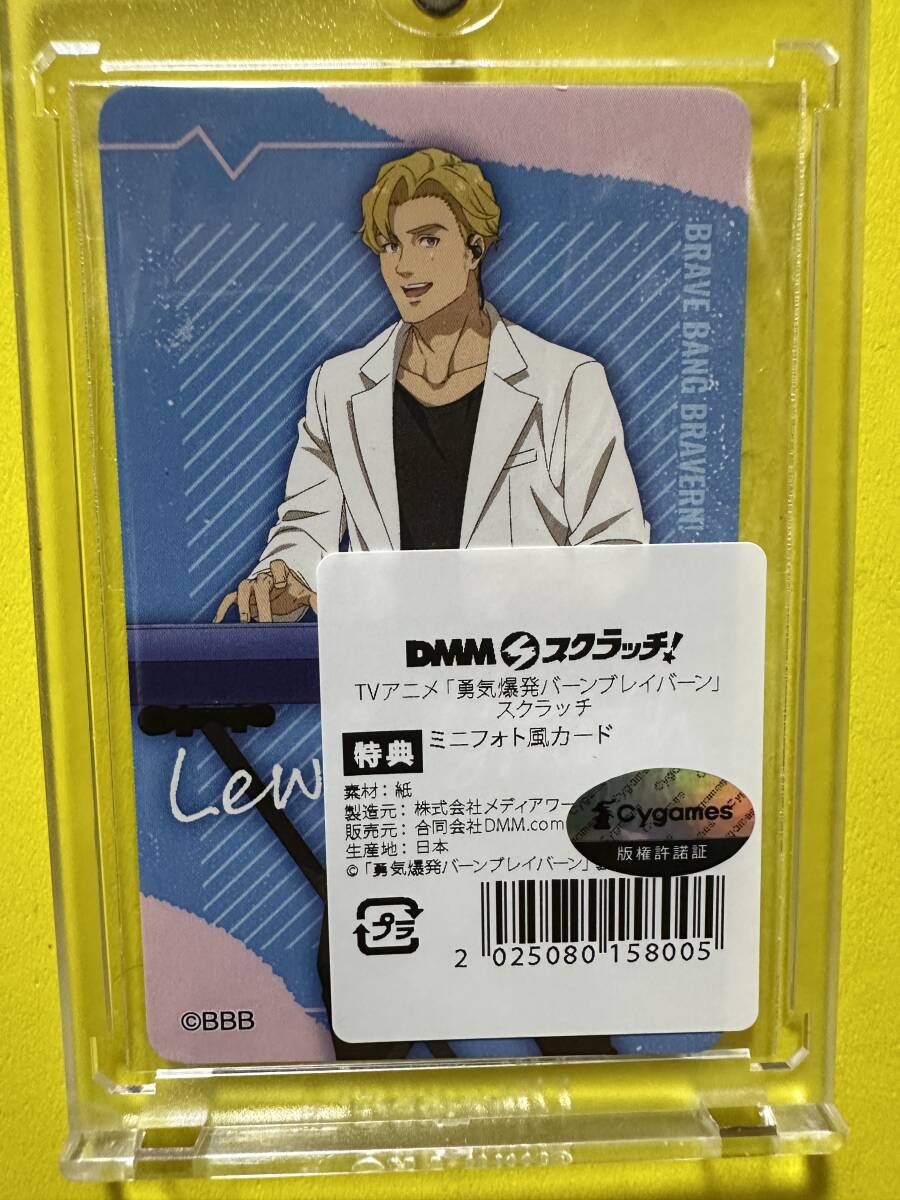 BRAVE BANG BRAVERN!
DMM スクラッチ!
TVアニメ「勇気爆発バーンブレイバーン」
スクラッチ
特典 ミニフォト風カード
素材：紙
製造元：株式会社メディアワー
販売元：合同会社DMM.com
生産地：日本
©「勇気爆発バーンブレイバーン」
Cygames
版権許諾証
プラ
2 025080 158005
Lew
©BBB